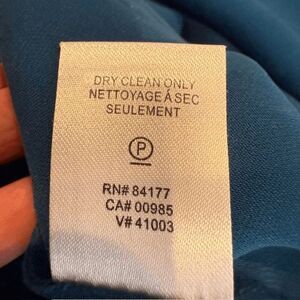 DRY CLEAN ONLY
NETTOYAGE Á SEC
SEULEMENT
P
RN# 84177
CA# 00985
V# 41003